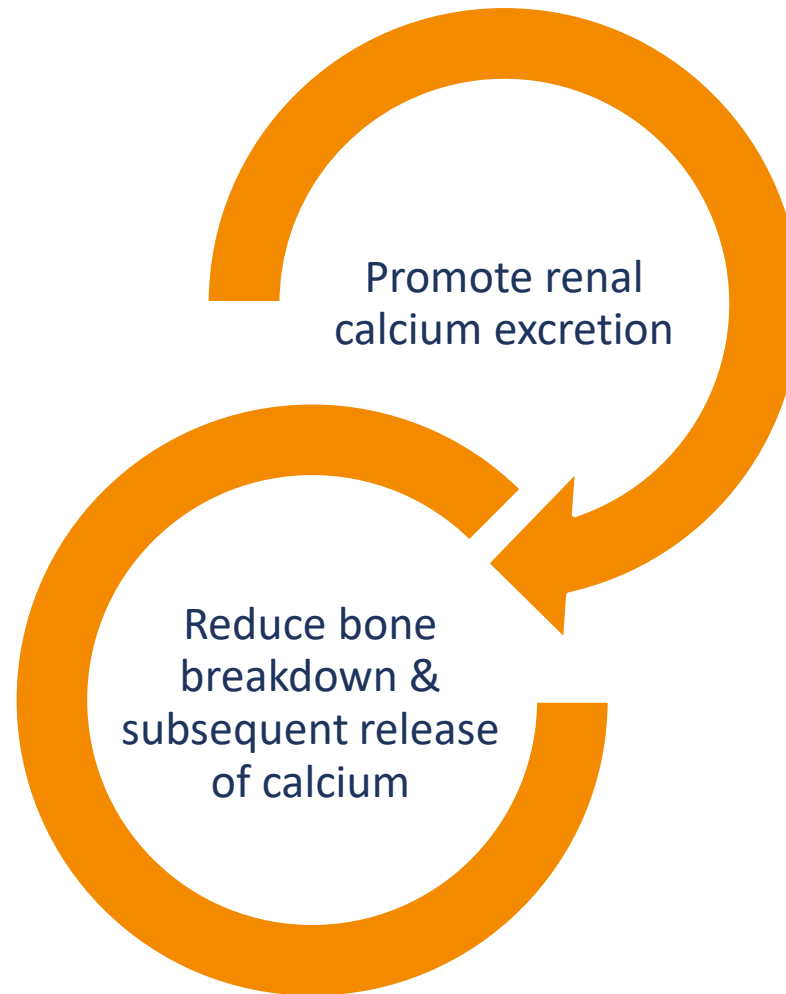 Promote renal
calcium excretion
Reduce bone
breakdown &
subsequent release
of calcium